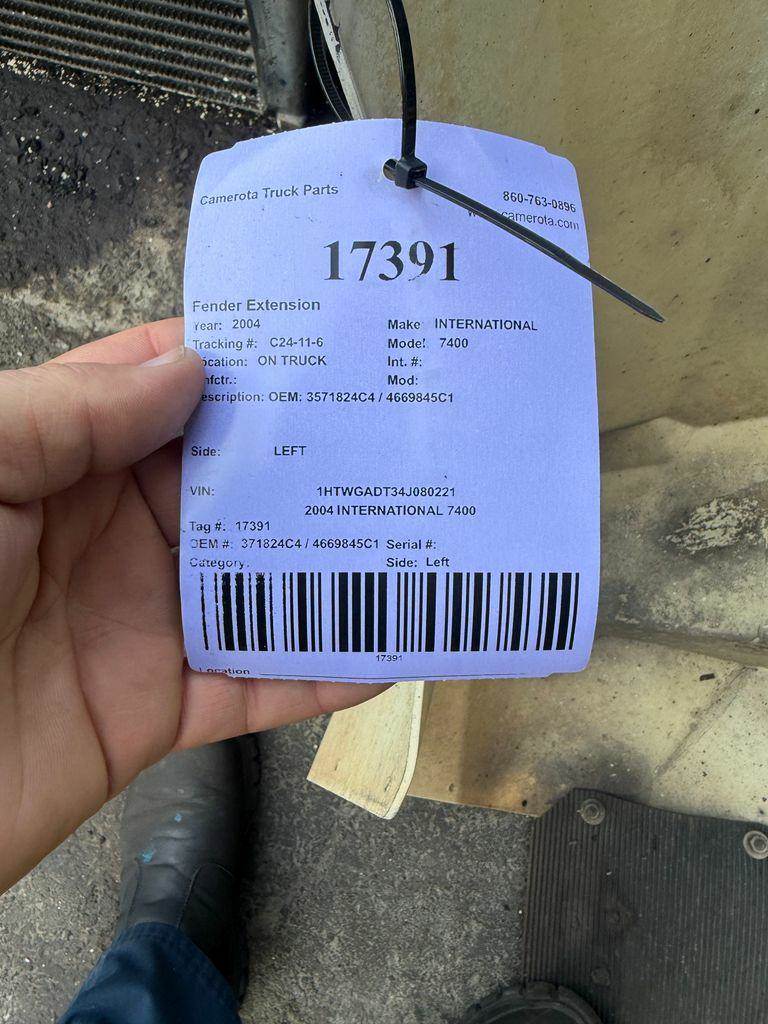 Camerota Truck Parts
860-763-0896
camerota.com
17391
Fender Extension
Year: 2004 Make: INTERNATIONAL
Tracking #: C24-11-6 Model: 7400
ocation: ON TRUCK Int. #:
nfctr.: Mod:
escription: OEM: 3571824C4 / 4669845C1
Side: LEFT
VIN: 1HTWGADT34J080221
2004 INTERNATIONAL 7400
Tag #: 17391
OEM #: 371824C4 / 4669845C1 Serial #:
Category: Side: Left
17391
Location